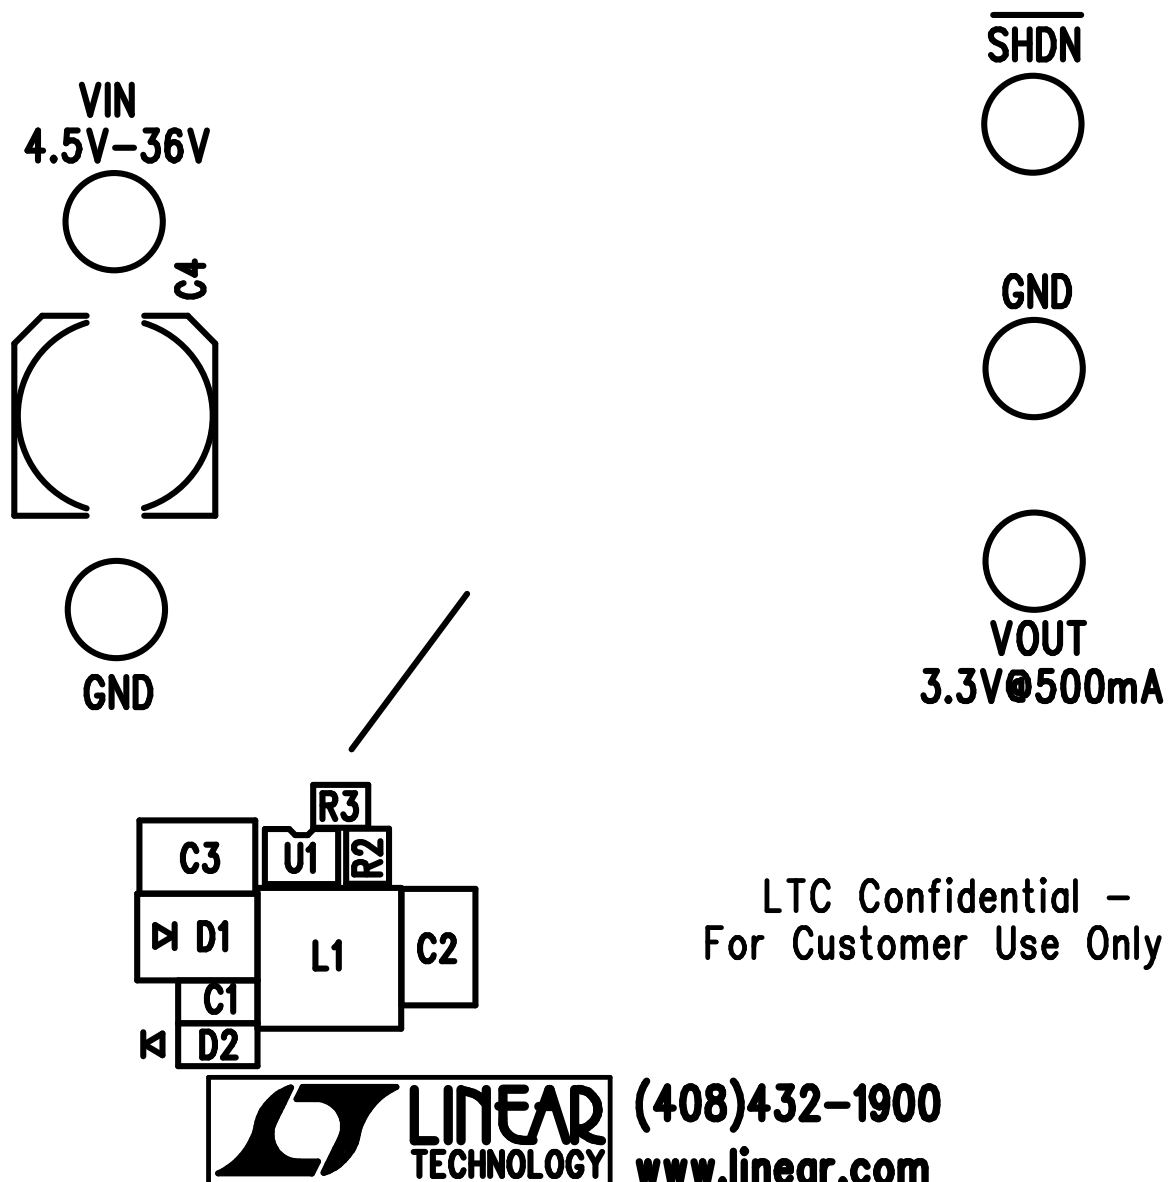 SHDN
VIN
4.5V-36V
C4
GND
GND
VOUT
3.3V@500mA
R3
C3
U1
R2
D1
L1
C2
C1
D2
LTC Confidential -
For Customer Use Only
LINEAR
TECHNOLOGY
(408)432-1900
www.linear.com